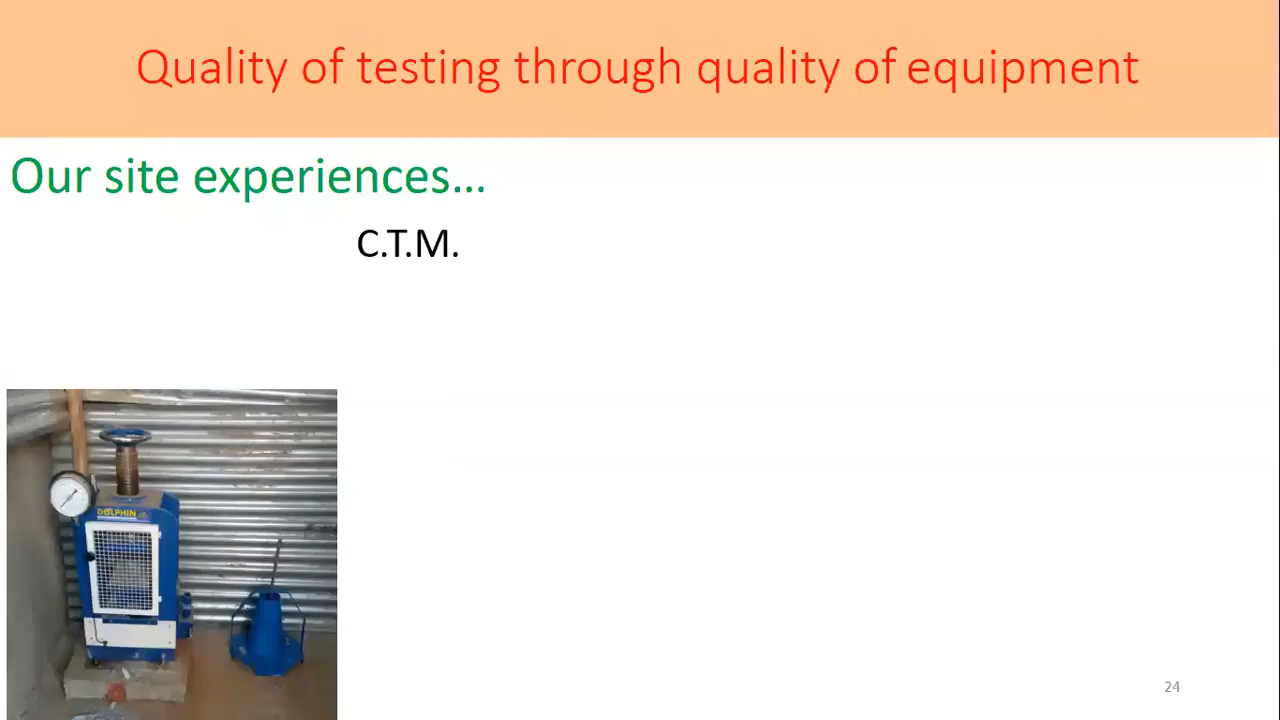 Quality of testing through quality of equipment
Our site experiences...
C.T.M.
DOLPHIN
24